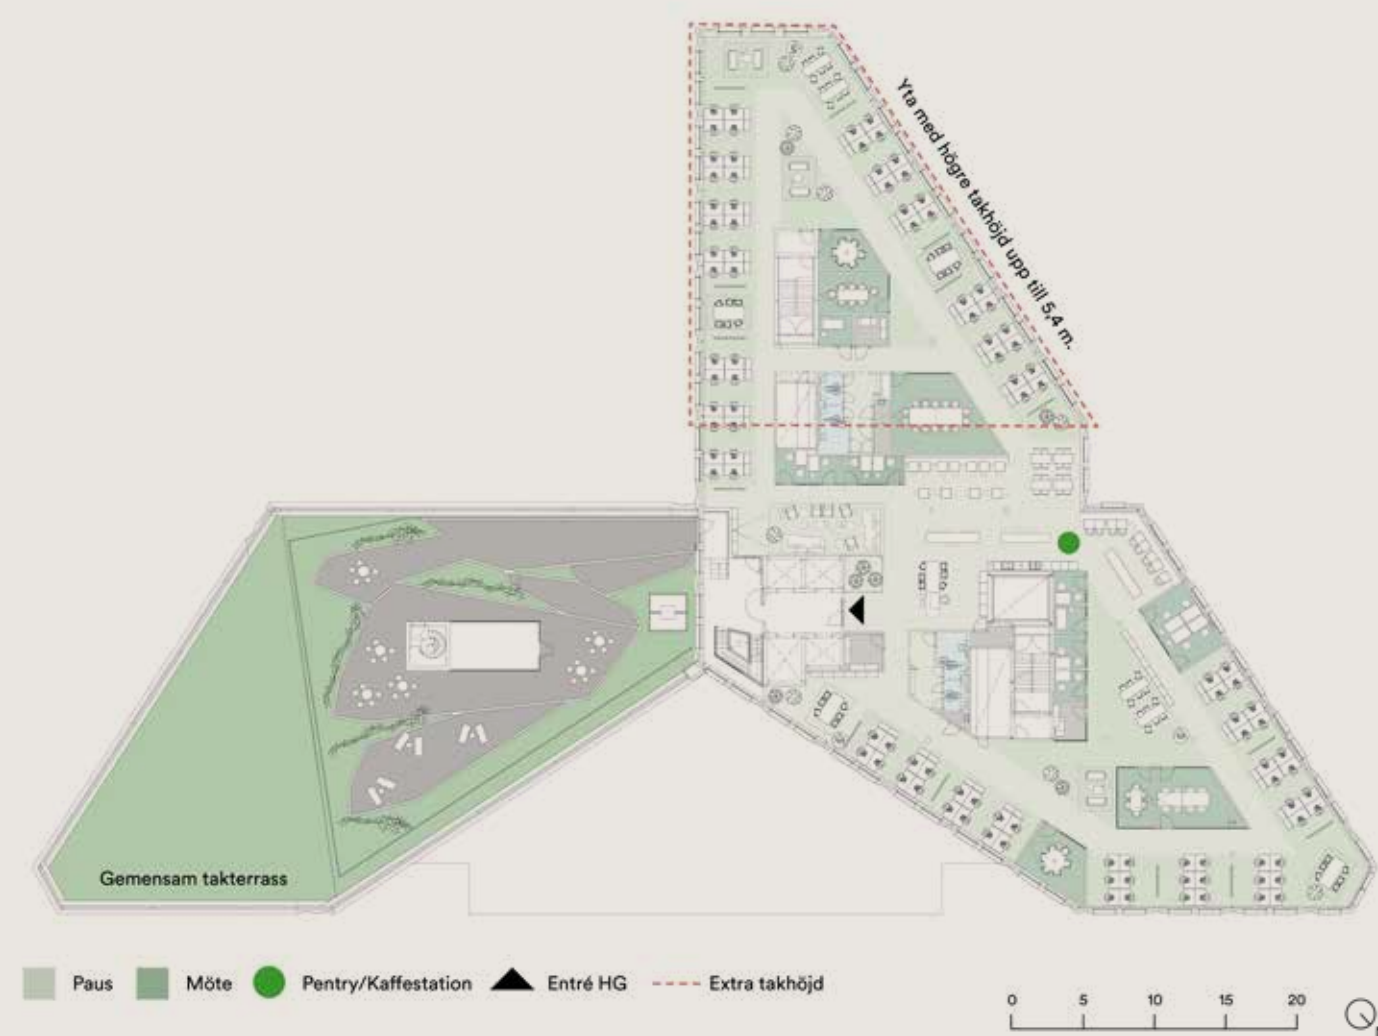 Yta med högre takhöjd upp till 5,4 m.
Gemensam takterrass
Paus
Möte
Pentry/Kaffestation
Entré HG
Extra takhöjd
0 5 10 15 20